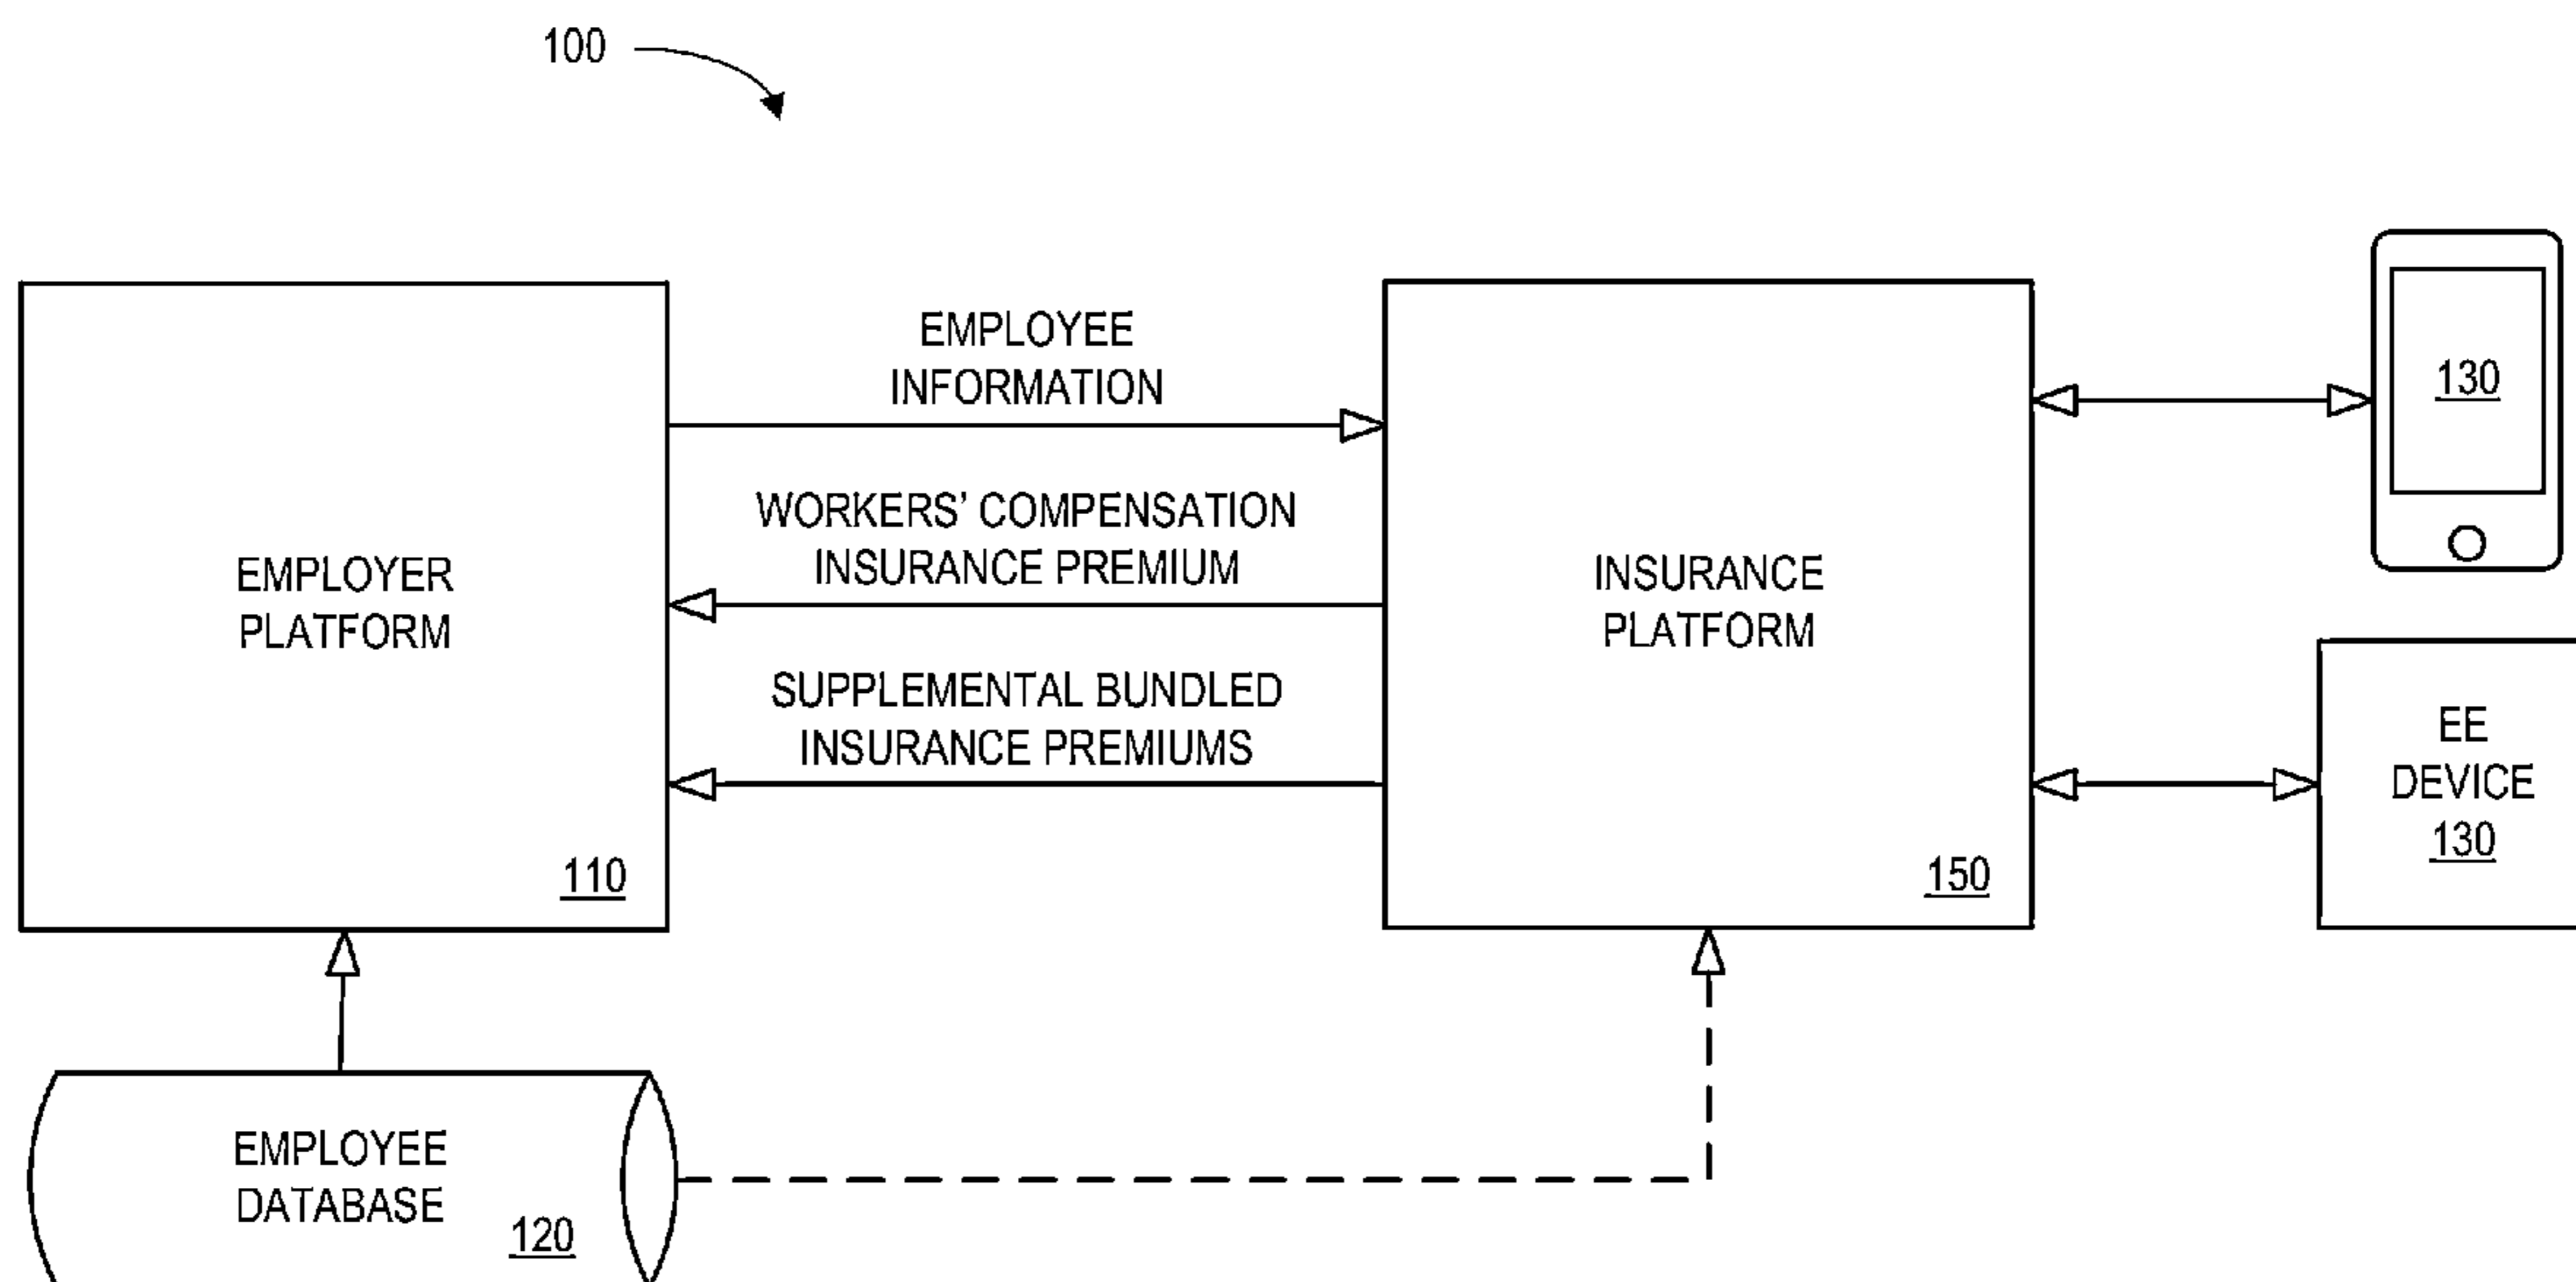 100
EMPLOYEE
INFORMATION
130
WORKERS’ COMPENSATION
INSURANCE PREMIUM
EMPLOYER
PLATFORM
110
INSURANCE
PLATFORM
150
SUPPLEMENTAL BUNDLED
INSURANCE PREMIUMS
EE
DEVICE
130
EMPLOYEE
DATABASE
120